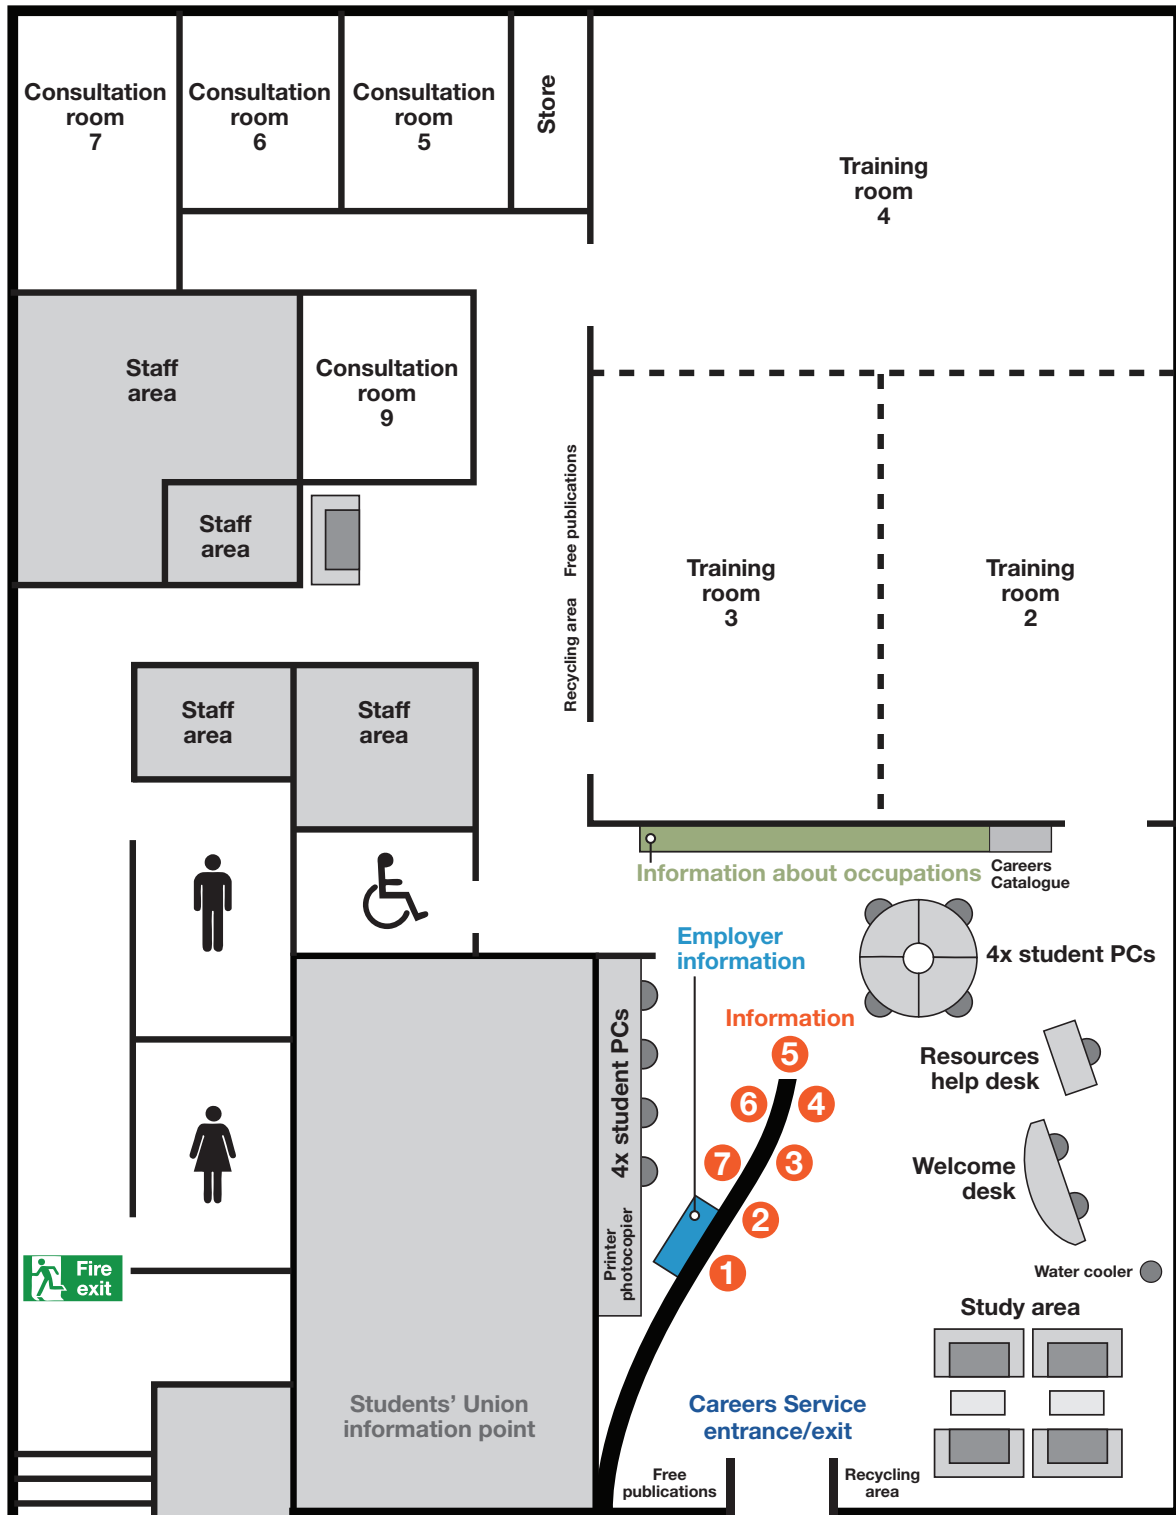 Consultation
room
7
Consultation
room
6
Consultation
room
5
Store
Training
room
4
Staff
area
Consultation
room
9
Free publications
Recycling area
Staff
area
Training
room
3
Training
room
2
Staff
area
Staff
area
Information about occupations
Careers
Catalogue
Employer
information
4x student PCs
4x student PCs
Information
5
6
4
7
3
2
1
Resources
help desk
Welcome
desk
Printer
photocopier
Water cooler
Fire
exit
Study area
Students’ Union
information point
Careers Service
entrance/exit
Free
publications
Recycling
area